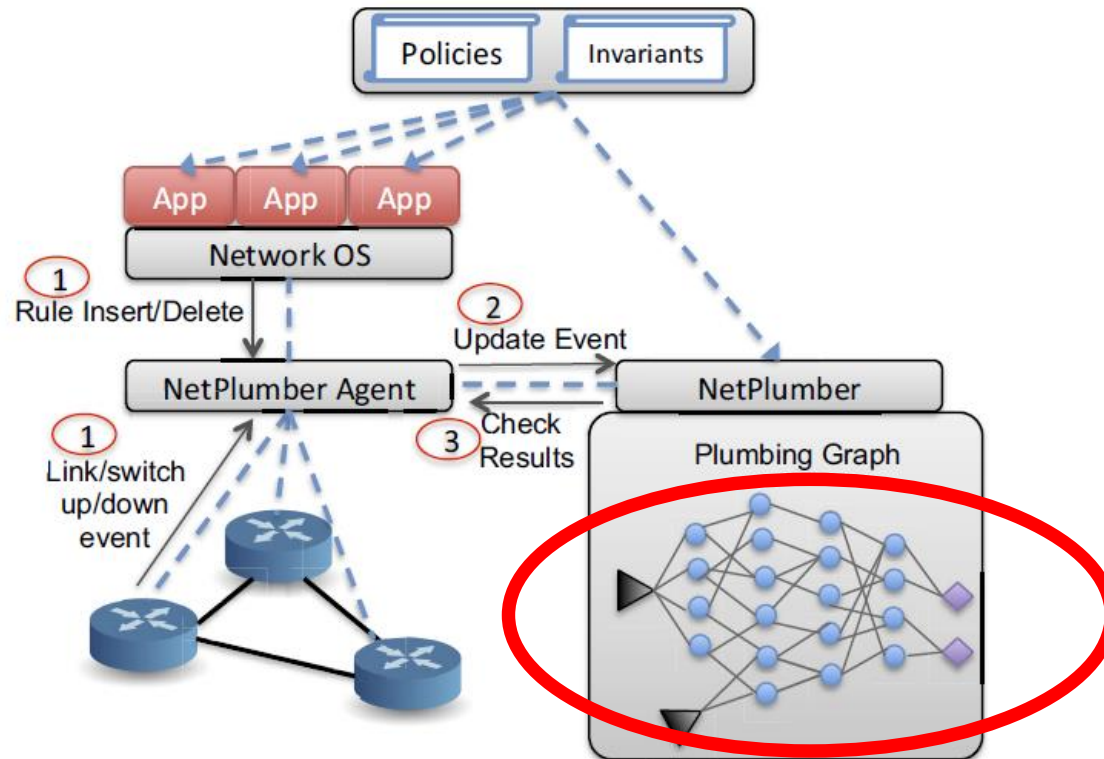 Policies
Invariants
App
App
App
Network OS
1
Rule Insert/Delete
2
Update Event
NetPlumber Agent
NetPlumber
1
Link/switch
up/down
event
3
Check
Results
Plumbing Graph